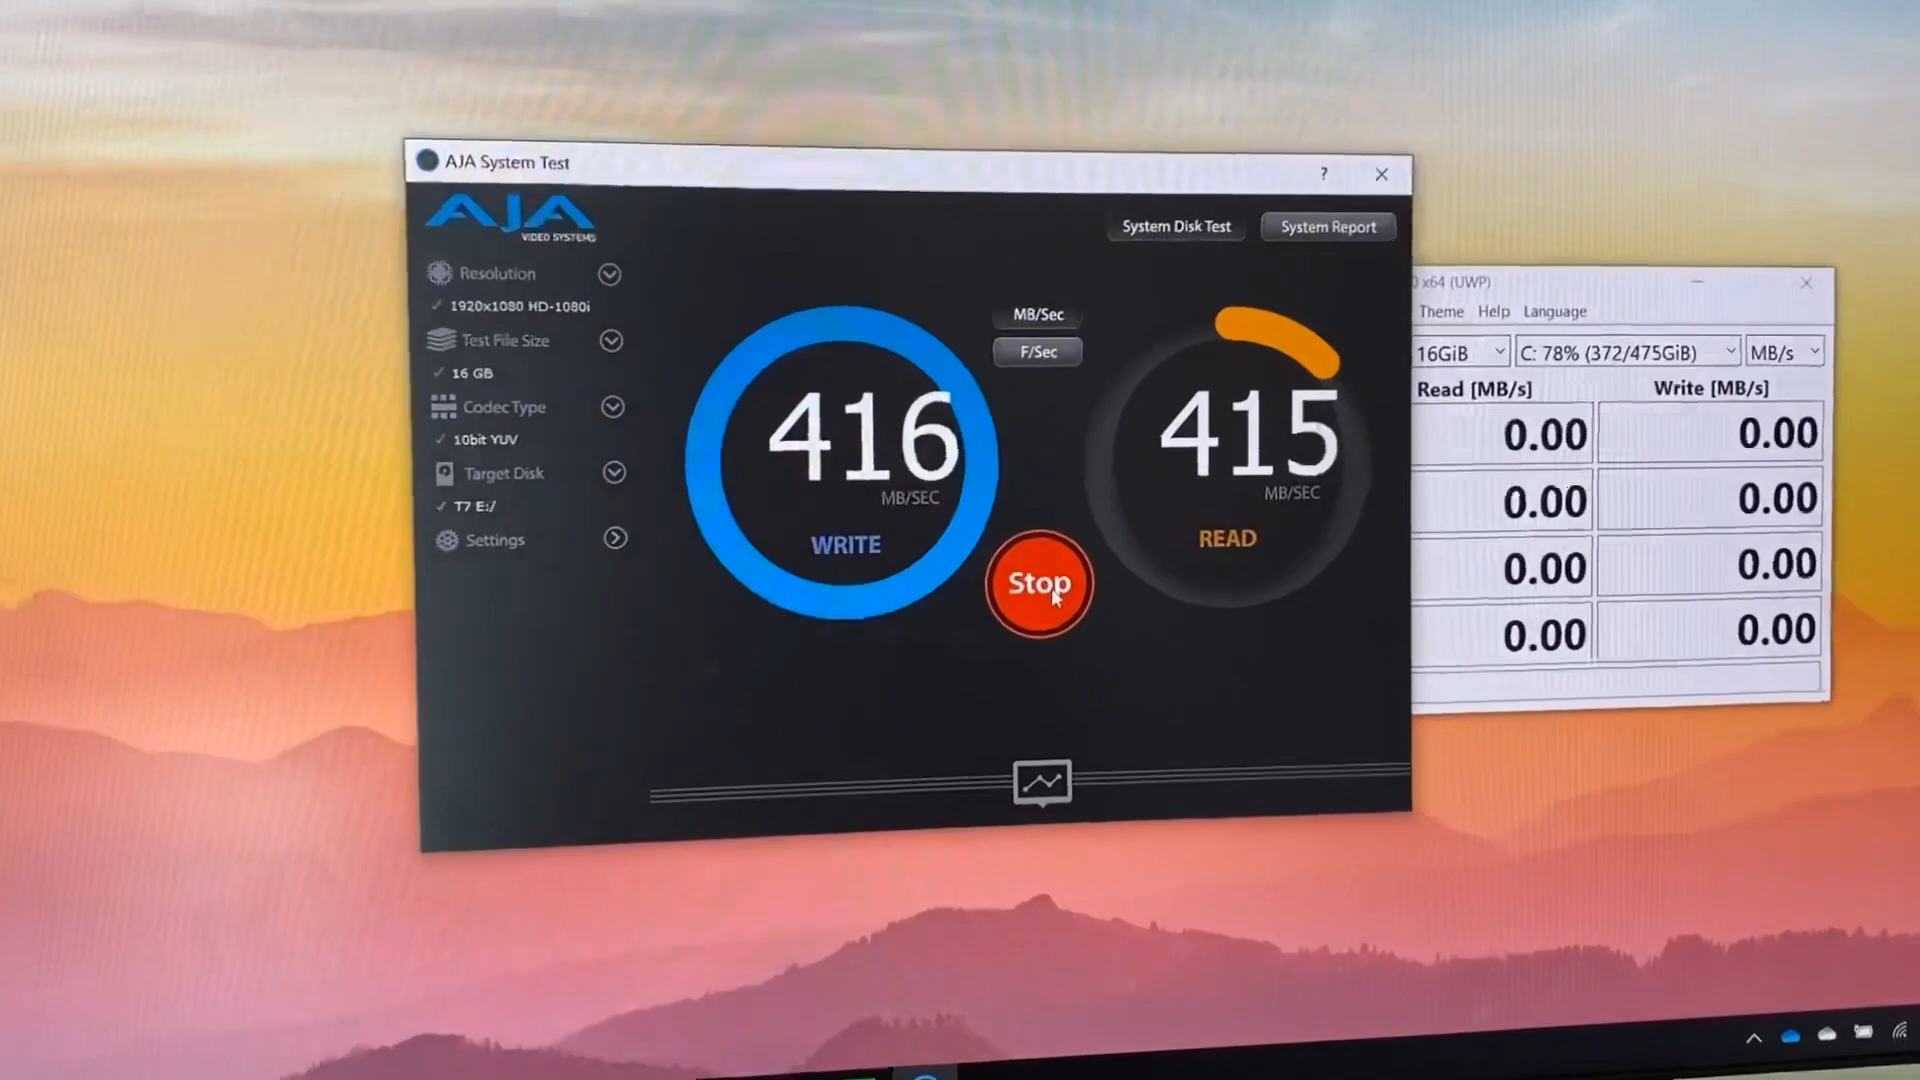 AJA System Test
?
AJA
VIDEO SYSTEMS
System Disk Test
System Report
Resolution
1920x1080 HD-1080i
Test File Size
16 GB
Codec Type
10bit YUV
Target Disk
T7 E:/
Settings
MB/Sec
F/Sec
416
MB/SEC
WRITE
415
MB/SEC
READ
Stop
x64 (UWP)
Theme Help Language
16GiB
C: 78% (372/475GiB)
MB/s
Read [MB/s]
Write [MB/s]
0.00 0.00
0.00 0.00
0.00 0.00
0.00 0.00